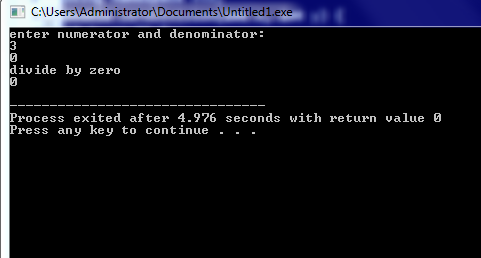 C:\Users\Administrator\Documents\Untitled1.exe
enter numerator and denominator:
3
0
divide by zero
0
--------------------------------
Process exited after 4.976 seconds with return value 0
Press any key to continue . . .